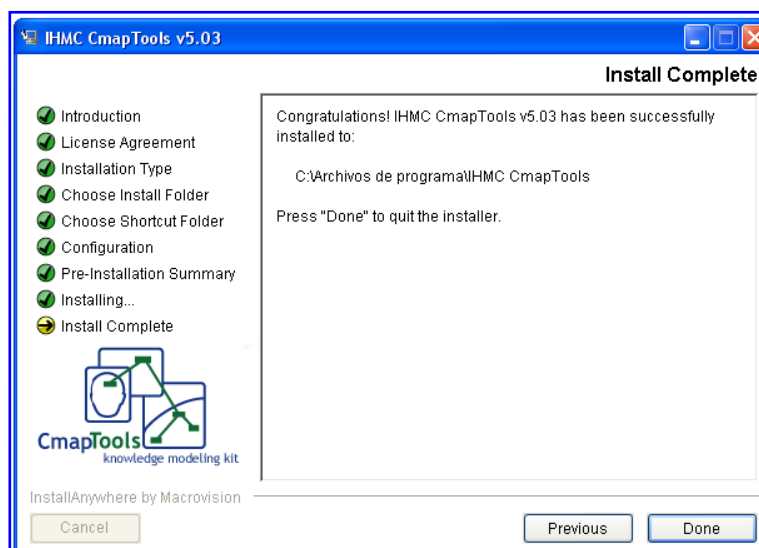 IHMC CmapTools v5.03
Install Complete
Introduction
License Agreement
Installation Type
Choose Install Folder
Choose Shortcut Folder
Configuration
Pre-Installation Summary
Installing...
Install Complete
Congratulations! IHMC CmapTools v5.03 has been successfully
installed to:
C:\Archivos de programa\IHMC CmapTools
Press "Done" to quit the installer.
CmapTools
knowledge modeling kit
InstallAnywhere by Macrovision
Cancel
Previous
Done